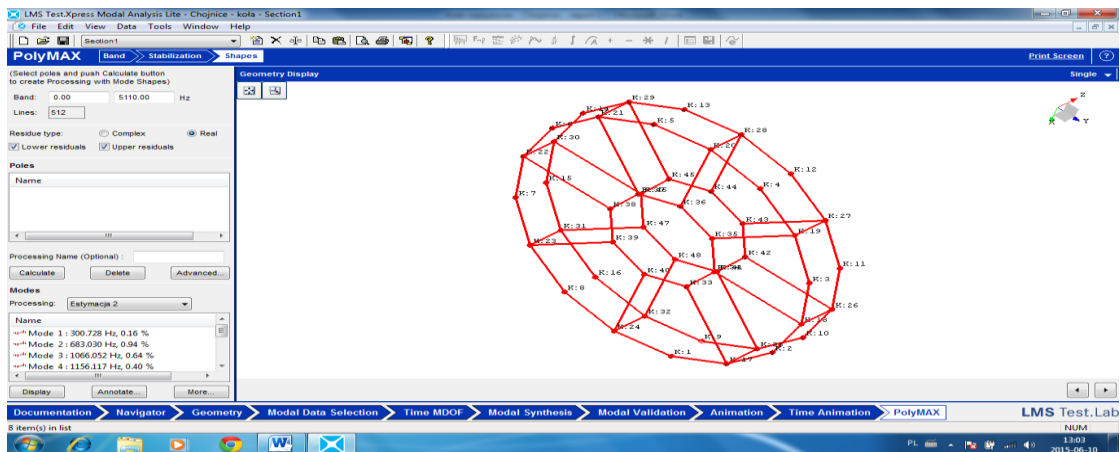 LMS Test.Xpress Modal Analysis Lite - Chojnice - koła - Section1
File Edit View Data Tools Window Help
Section1
PolyMAX Band Stabilization Shapes Print Screen
(Select poles and push Calculate button
to create Processing with Mode Shapes)
Geometry Display Single
Band: 0.00 5110.00 Hz
Lines: 512
Residue type: Complex Real
Lower residuals Upper residuals
Poles
Name
Processing Name (Optional) :
Calculate Delete Advanced...
Modes
Processing: Estymacja 2
Name
Mode 1 : 300.728 Hz, 0.16 %
Mode 2 : 683.030 Hz, 0.94 %
Mode 3 : 1066.052 Hz, 0.64 %
Mode 4 : 1156.117 Hz, 0.40 %
Display Annotate... More...
z
Y
K:29
K:13
K:21
K:5
K:28
K:30
K:20
K:22
K:12
K:45
K:15
K:4
K:44
K:7
K:36
K:38
K:27
K:47
K:43
K:31
K:19
K:35
K:23
K:39
K:42
K:48
K:11
K:40
K:16
K:3
K:33
K:8
K:26
K:32
K:18
K:24
K:10
K:9
K:1
K:2
K:17
Documentation Navigator Geometry Modal Data Selection Time MDOF Modal Synthesis Modal Validation Animation Time Animation PolyMAX LMS Test.Lab
8 item(s) in list NUM
PL 13:03
2015-06-10